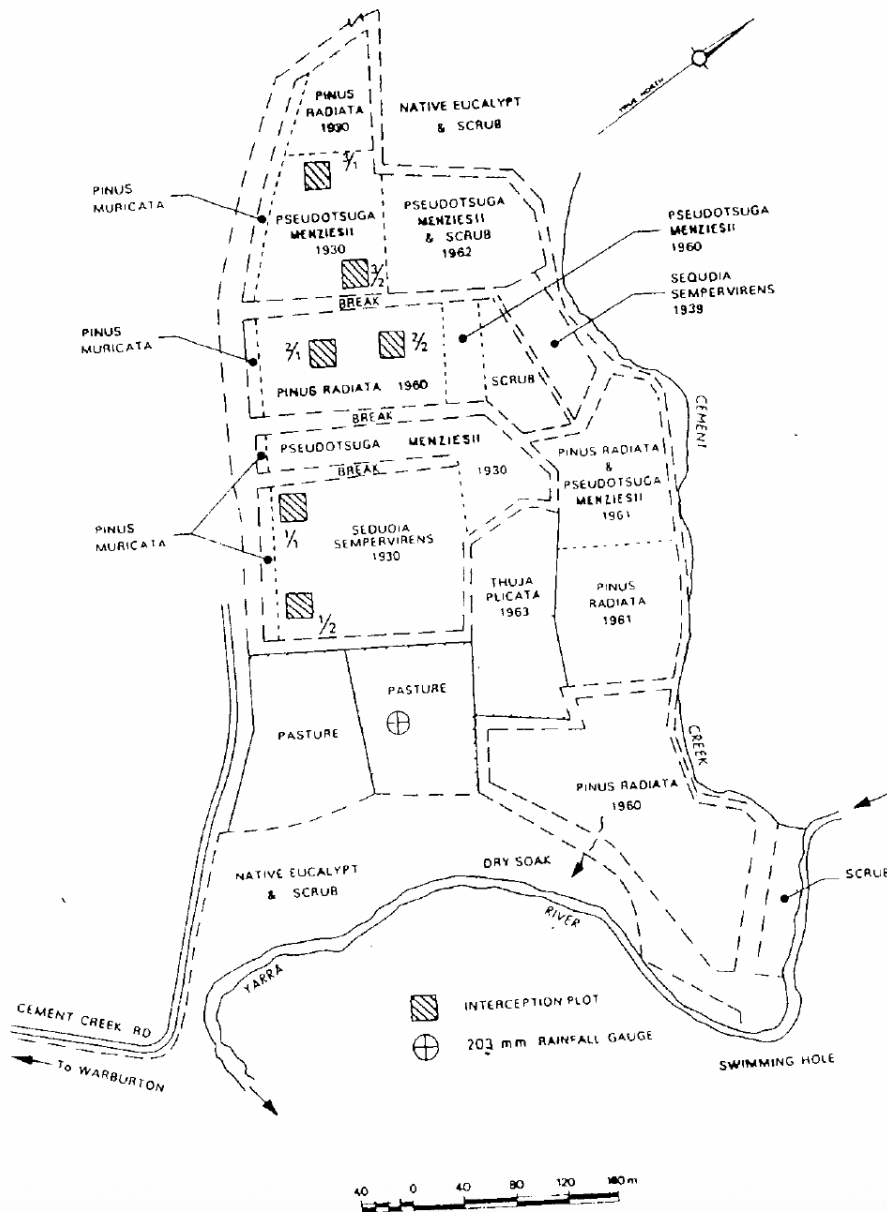 TRUE NORTH
PINUS
RADIATA
1930
NATIVE EUCALYPT
& SCRUB
3/1
PINUS
MURICATA
PSEUDOTSUGA
MENZIESII
1930
PSEUDOTSUGA
MENZIESII
& SCRUB
1962
PSEUDOTSUGA
MENZIESII
1960
3/2
BREAK
SEQUOIA
SEMPERVIRENS
1939
PINUS
MURICATA
2/1
2/2
PINUS RADIATA 1960
SCRUB
BREAK
CEMENT
PSEUDOTSUGA MENZIESII
1930
BREAK
PINUS RADIATA
&
PSEUDOTSUGA
MENZIESII
1961
PINUS
MURICATA
1/1
SEQUOIA
SEMPERVIRENS
1930
1/2
THUJA
PLICATA
1963
PINUS
RADIATA
1961
PASTURE
PASTURE
CREEK
PINUS RADIATA
1960
NATIVE EUCALYPT
& SCRUB
DRY SOAK
SCRUB
RIVER
YARRA
CEMENT CREEK RD
To WARBURTON
INTERCEPTION PLOT
203 mm RAINFALL GAUGE
SWIMMING HOLE
40 0 40 80 120 160 m